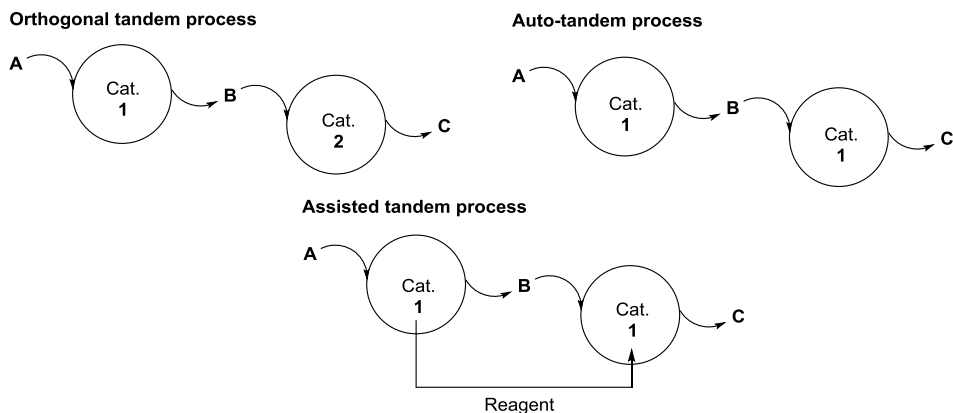 Orthogonal tandem process
A
Cat.
1
B
Cat.
2
C
Auto-tandem process
A
Cat.
1
B
Cat.
1
C
Assisted tandem process
A
Cat.
1
B
Cat.
1
C
Reagent